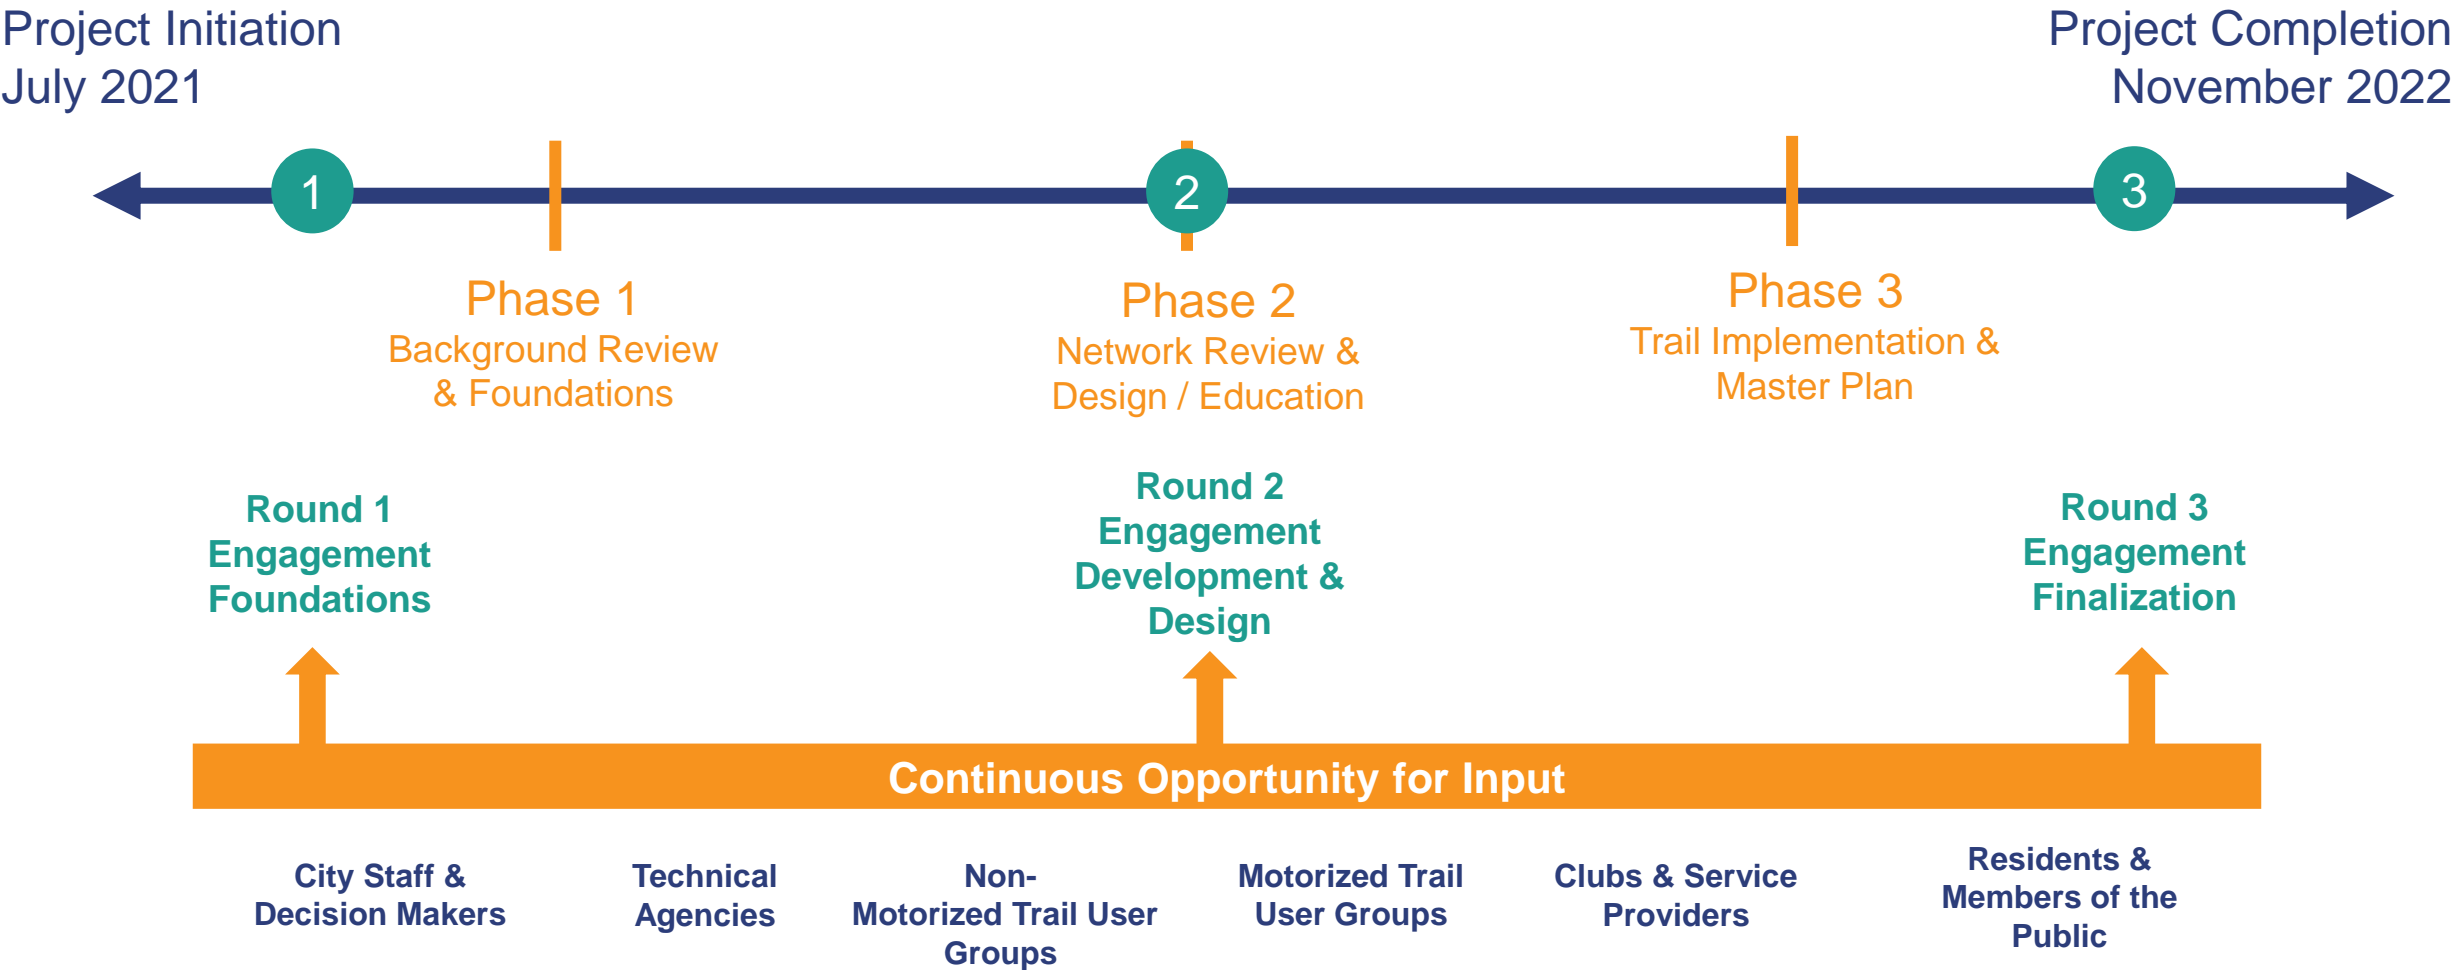 Project Initiation
July 2021
Project Completion
November 2022
1
2
3
Phase 1
Background Review
& Foundations
Phase 2
Network Review &
Design / Education
Phase 3
Trail Implementation &
Master Plan
Round 1
Engagement
Foundations
Round 2
Engagement
Development &
Design
Round 3
Engagement
Finalization
Continuous Opportunity for Input
City Staff &
Decision Makers
Technical
Agencies
Non-
Motorized Trail User
Groups
Motorized Trail
User Groups
Clubs & Service
Providers
Residents &
Members of the
Public